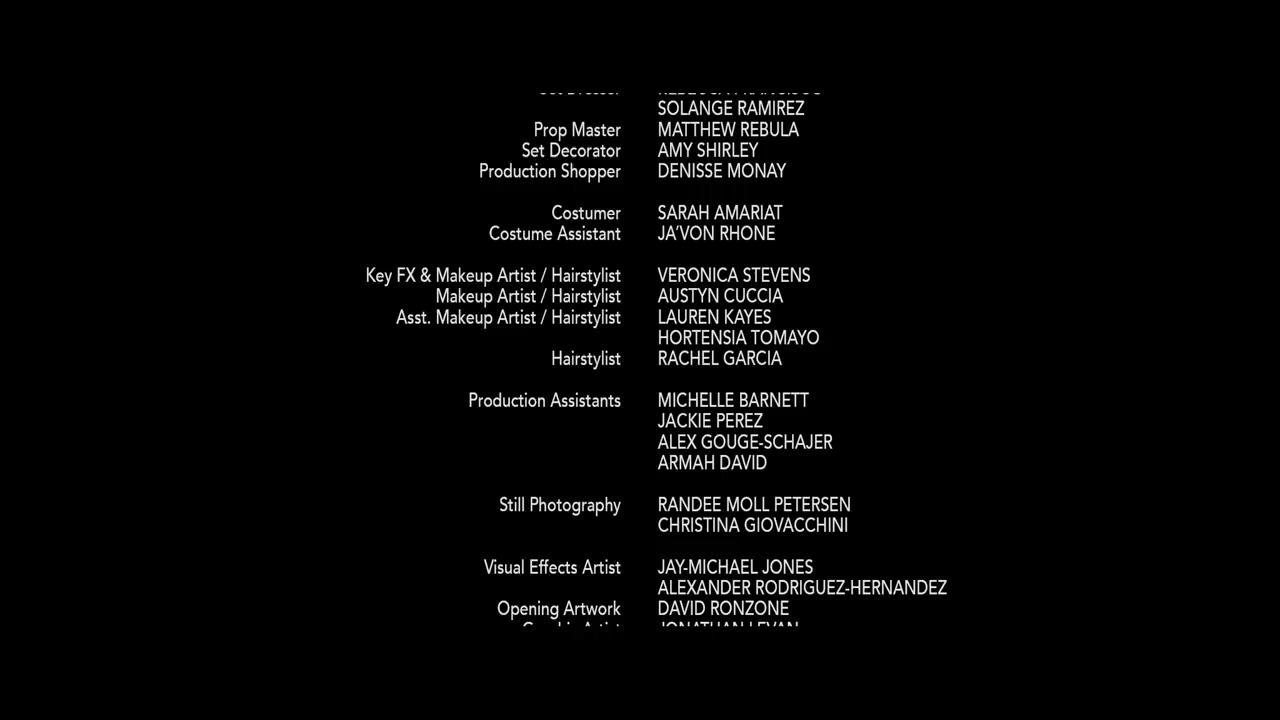 SOLANGE RAMIREZ
Prop Master MATTHEW REBULA
Set Decorator AMY SHIRLEY
Production Shopper DENISSE MONAY
Costumer SARAH AMARIAT
Costume Assistant JA’VON RHONE
Key FX & Makeup Artist / Hairstylist VERONICA STEVENS
Makeup Artist / Hairstylist AUSTYN CUCCIA
Asst. Makeup Artist / Hairstylist LAUREN KAYES
HORTENSIA TOMAYO
Hairstylist RACHEL GARCIA
Production Assistants MICHELLE BARNETT
JACKIE PEREZ
ALEX GOUGE-SCHAJER
ARMAH DAVID
Still Photography RANDEE MOLL PETERSEN
CHRISTINA GIOVACCHINI
Visual Effects Artist JAY-MICHAEL JONES
ALEXANDER RODRIGUEZ-HERNANDEZ
Opening Artwork DAVID RONZONE